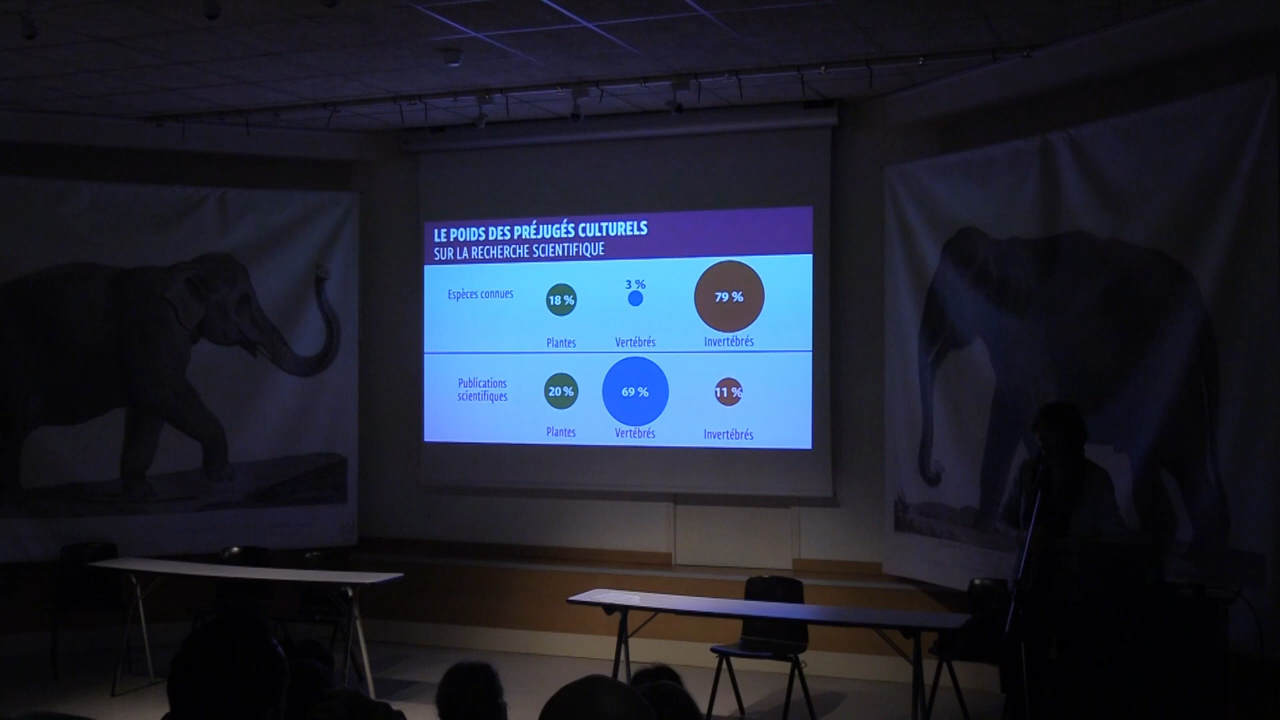 LE POIDS DES PRÉJUGÉS CULTURELS
SUR LA RECHERCHE SCIENTIFIQUE
Espèces connues
18 %
3 %
79 %
Plantes
Vertébrés
Invertébrés
Publications
scientifiques
20 %
69 %
11 %
Plantes
Vertébrés
Invertébrés